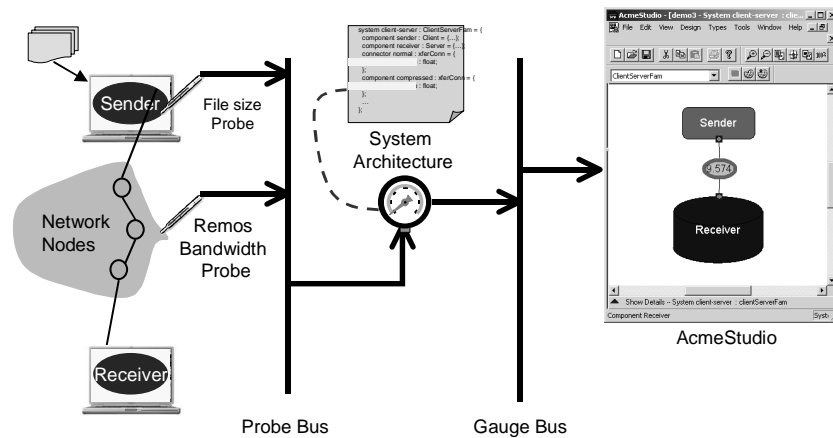 Sender
File size
Probe
Network
Nodes
Remos
Bandwidth
Probe
Receiver
Probe Bus
system client-server : ClientServerFam = {
component sender : Client = {...};
component receiver : Server = {...};
connector normal : xferConn = {
: float;
};
component compressed : xferConn = {
: float;
};
...
};
System
Architecture
Gauge Bus
AcmeStudio - [demo3 - System client-server : clie...
File Edit View Design Types Tools Window Help
ClientServerFam
Sender
9.574
Receiver
Show Details -- System client-server : clientServerFam
Component Receiver
AcmeStudio